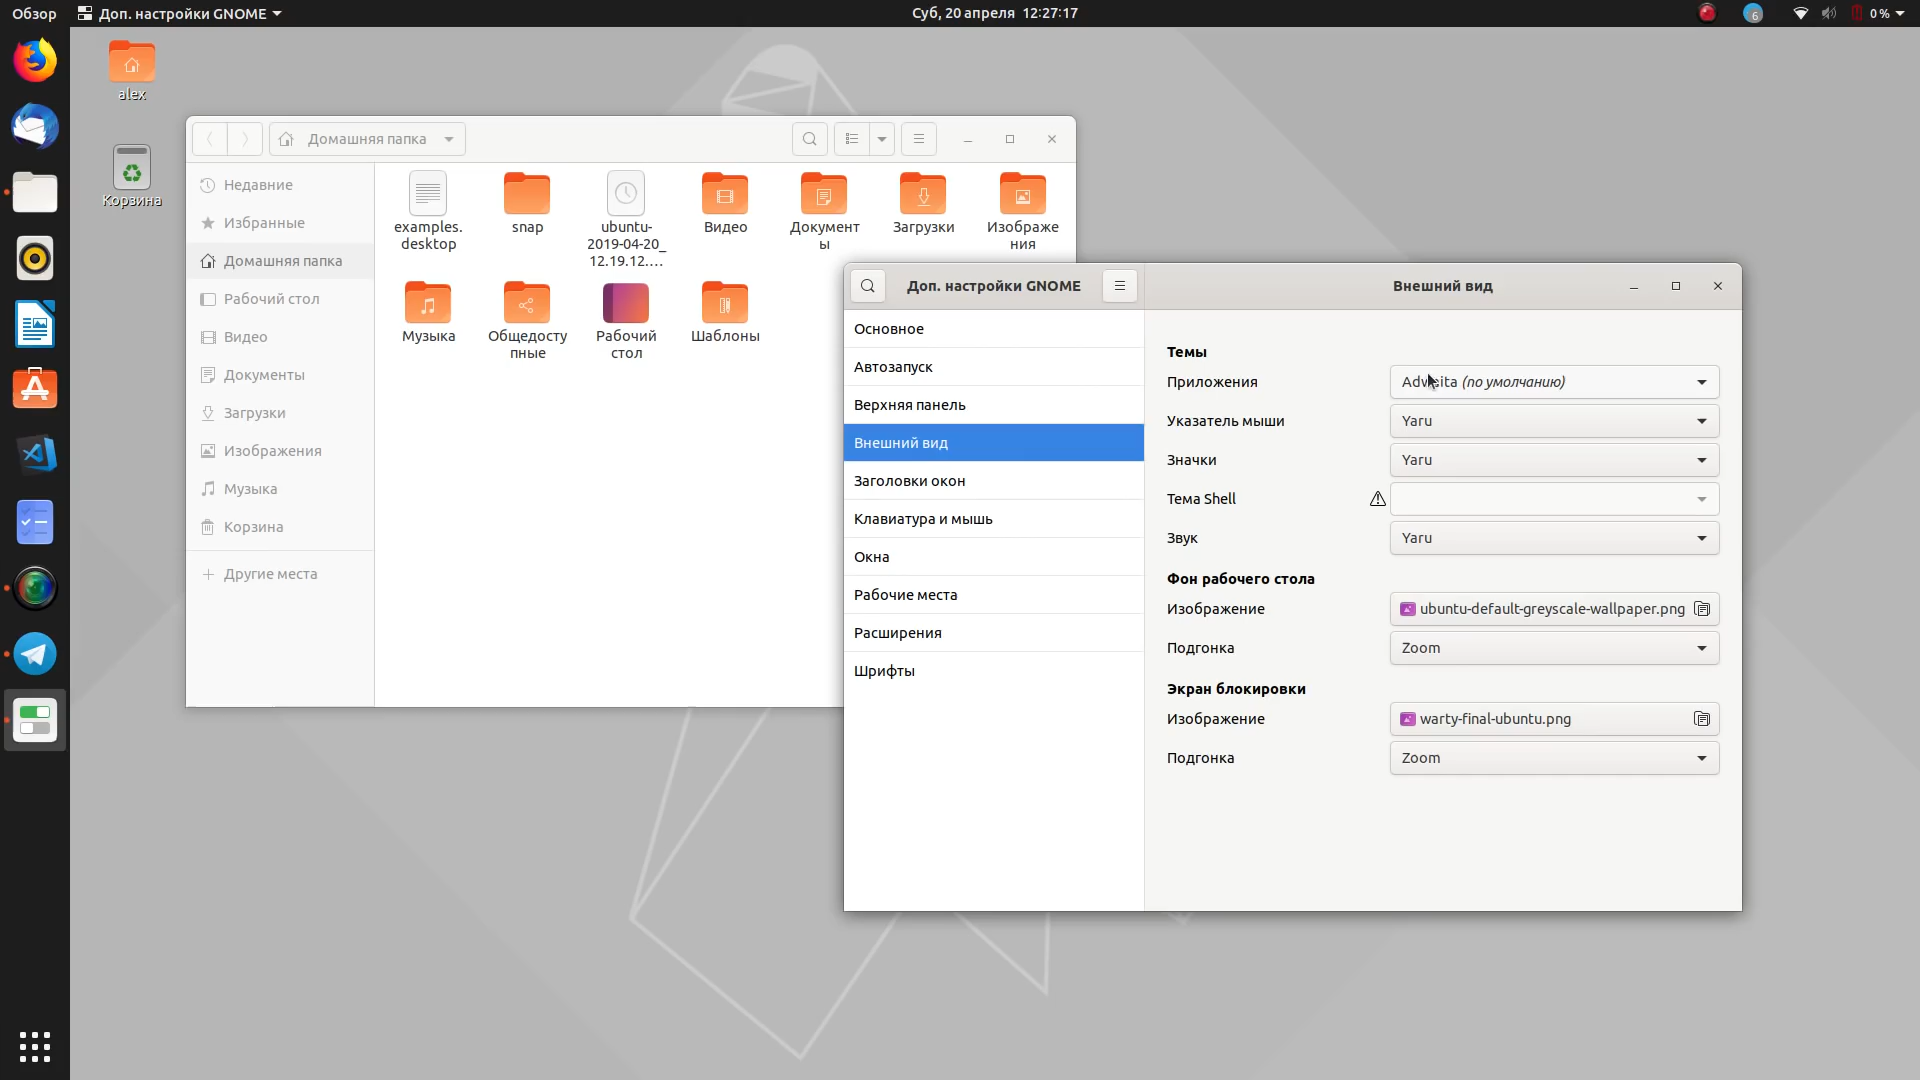 Обзор
Доп. настройки GNOME
Суб, 20 апреля 12:27:17
6
0 %
alex
Корзина
Домашняя папка
Недавние
Избранные
Домашняя папка
Рабочий стол
Видео
Документы
Загрузки
Изображения
Музыка
Корзина
Другие места
examples.
desktop
snap
ubuntu-
2019-04-20_
12.19.12.…
Видео
Документ
ы
Загрузки
Изображе
ния
Музыка
Общедосту
пные
Рабочий
стол
Шаблоны
Доп. настройки GNOME
Внешний вид
Основное
Автозапуск
Верхняя панель
Внешний вид
Заголовки окон
Клавиатура и мышь
Окна
Рабочие места
Расширения
Шрифты
Темы
Приложения
Adwaita (по умолчанию)
Указатель мыши
Yaru
Значки
Yaru
Тема Shell
Звук
Yaru
Фон рабочего стола
Изображение
ubuntu-default-greyscale-wallpaper.png
Подгонка
Zoom
Экран блокировки
Изображение
warty-final-ubuntu.png
Подгонка
Zoom